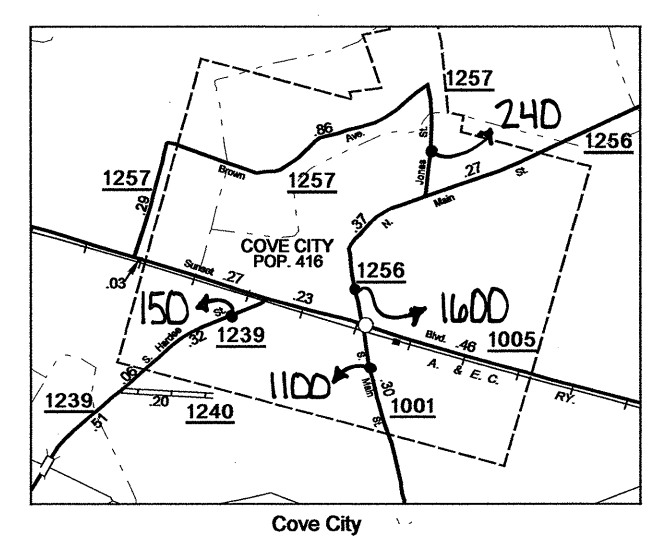 1257
240
1256
.86
Ave.
St.
Jones
.27
St.
1257
Brown
1257
Main
.29
.37
N.
COVE CITY
POP. 416
.03
Sunset
.27
1256
.23
150
St.
1600
1239
Hardee
.32
S.
Blvd.
.46
1005
A. & E. C.
RY.
.06
1100
S.
Main
St.
.30
1239
.20
1240
1001
.51
Cove City